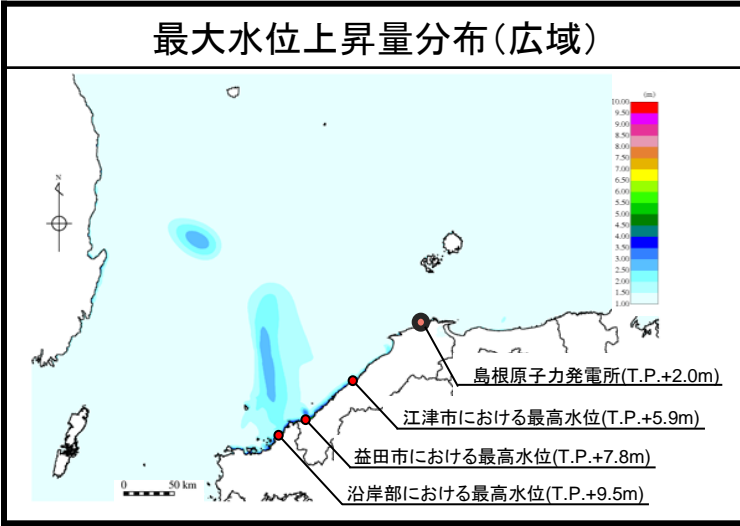 最大水位上昇量分布（広域）
(m)
10.00
9.50
9.00
8.50
8.00
7.50
7.00
6.50
6.00
5.50
5.00
4.50
4.00
3.50
3.00
2.50
2.00
1.50
1.00
N
島根原子力発電所(T.P.+2.0m)
江津市における最高水位(T.P.+5.9m)
益田市における最高水位(T.P.+7.8m)
沿岸部における最高水位(T.P.+9.5m)
0 50 km